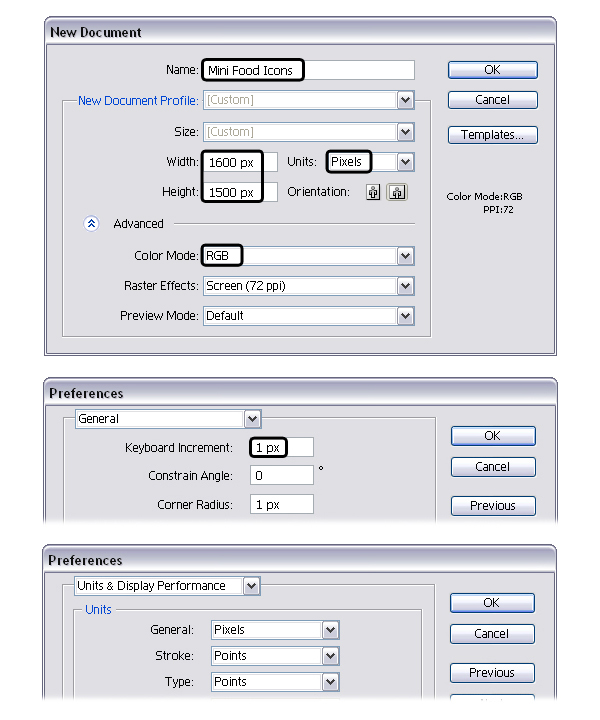 New Document
Name: Mini Food Icons OK
New Document Profile: [Custom] Cancel
Size: [Custom] Templates...
Width: 1600 px Units: Pixels
Height: 1500 px Orientation:
Color Mode:RGB
PPI:72
Advanced
Color Mode: RGB
Raster Effects: Screen (72 ppi)
Preview Mode: Default
Preferences
General
OK
Keyboard Increment: 1 px
Cancel
Constrain Angle: 0 °
Corner Radius: 1 px Previous
Preferences
Units & Display Performance
OK
Units
General: Pixels Cancel
Stroke: Points
Previous
Type: Points